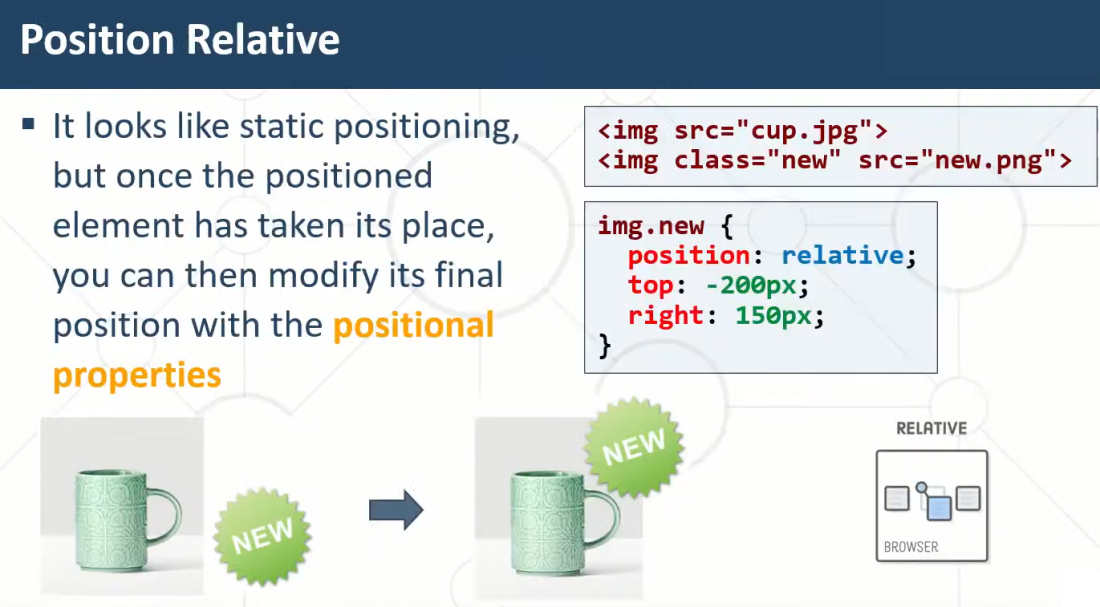 Position Relative
▪ It looks like static positioning,
but once the positioned
element has taken its place,
you can then modify its final
position with the positional
properties
<img src="cup.jpg">
<img class="new" src="new.png">
img.new {
  position: relative;
  top: -200px;
  right: 150px;
}
NEW
NEW
RELATIVE
BROWSER